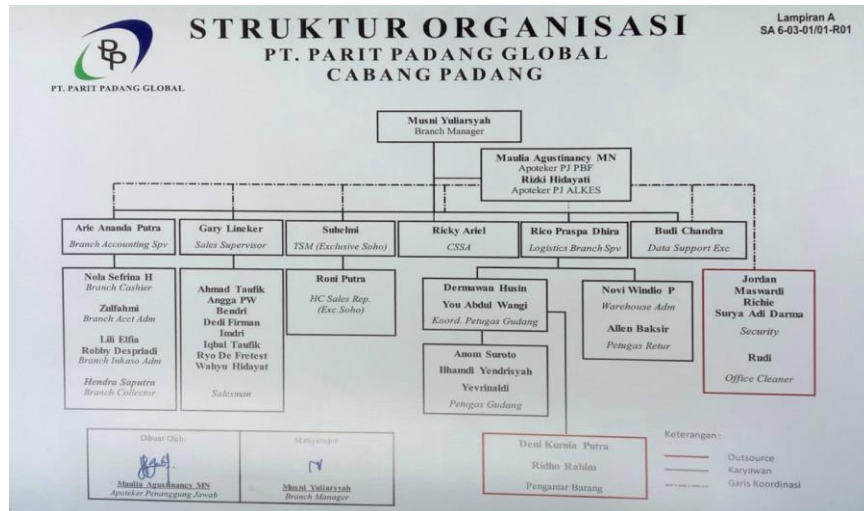 STRUKTUR ORGANISASI
PT. PARIT PADANG GLOBAL
CABANG PADANG
Lampiran A
SA 6-03-01/01-R01
PP
PT. PARIT PADANG GLOBAL
Musni Yuliarsyah
Branch Manager
Maulia Agustinancy MN
Apoteker PJ PBF
Rizki Hidayati
Apoteker PJ ALKES
Arie Ananda Putra
Branch Accounting Spv
Gary Lineker
Sales Supervisor
Suhelmi
TSM (Exclusive Soho)
Ricky Ariel
CSSA
Rico Praspa Dhira
Logistics Branch Spv
Budi Chandra
Data Support Exc
Nola Sefrina H
Branch Cashier
Zulfahmi
Branch Acct Adm
Lili Elfia
Robby Despriadi
Branch Inkaso Adm
Hendra Saputra
Branch Collector
Ahmad Taufik
Angga PW
Bendri
Dedi Firman
Imdri
Iqbal Taufik
Ryo De Fretest
Wahyu Hidayat
Salesman
Roni Putra
HC Sales Rep.
(Exc.Soho)
Dermawan Husin
You Abdul Wangi
Koord. Petugas Gudang
Anom Suroto
Ilhamdi Yendrisyah
Yevrinaldi
Petugas Gudang
Novi Windio P
Warehouse Adm
Allen Baksir
Petugas Retur
Jordan
Maswardi
Richie
Surya Adi Darma
Security
Rudi
Office Cleaner
Deni Kurnia Putra
Ridho Rahim
Pengantar Barang
Dibuat Oleh
Maulia Agustinancy MN
Apoteker Penanggung Jawab
Menyetujui
Musni Yuliarsyah
Branch Manager
Keterangan :
Outsource
Karyawan
Garis Koordinasi